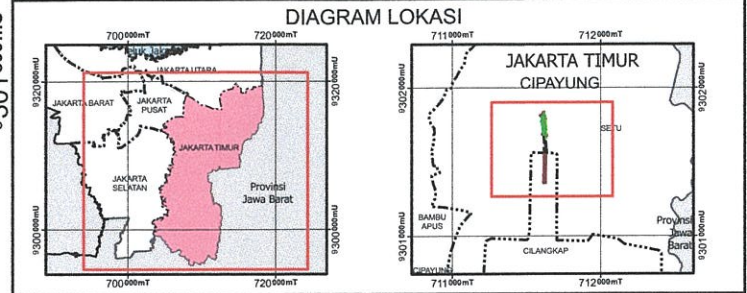 DIAGRAM LOKASI
700000mT
720000mT
9320000mU
9300000mU
JAKARTA UTARA
JAKARTA BARAT
JAKARTA
PUSAT
JAKARTA TIMUR
JAKARTA
SELATAN
Provinsi
Jawa Barat
700000mT
720000mT
9300000mU
711000mT
712000mT
JAKARTA TIMUR
CIPAYUNG
9302000mU
9302000mU
SETU
BAMBU
APUS
9301000mU
CILANGKAP
Provinsi
Jawa
Barat
9301000mU
CIPAYUNG
711000mT
712000mT